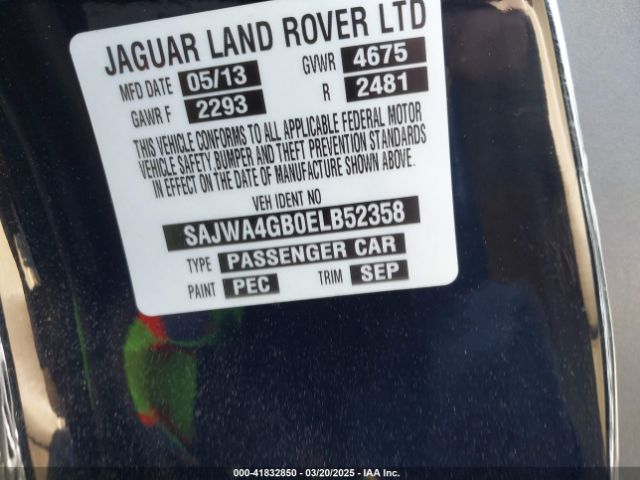 JAGUAR LAND ROVER LTD
MFD DATE 05/13 GVWR 4675
GAWR F 2293 R 2481
THIS VEHICLE CONFORMS TO ALL APPLICABLE FEDERAL MOTOR
VEHICLE SAFETY BUMPER AND THEFT PREVENTION STANDARDS
IN EFFECT ON THE DATE OF MANUFACTURE SHOWN ABOVE.
VEH IDENT NO
SAJWA4GB0ELB52358
TYPE PASSENGER CAR
PAINT PEC TRIM SEP
000-41832850 - 03/20/2025 - IAA Inc.